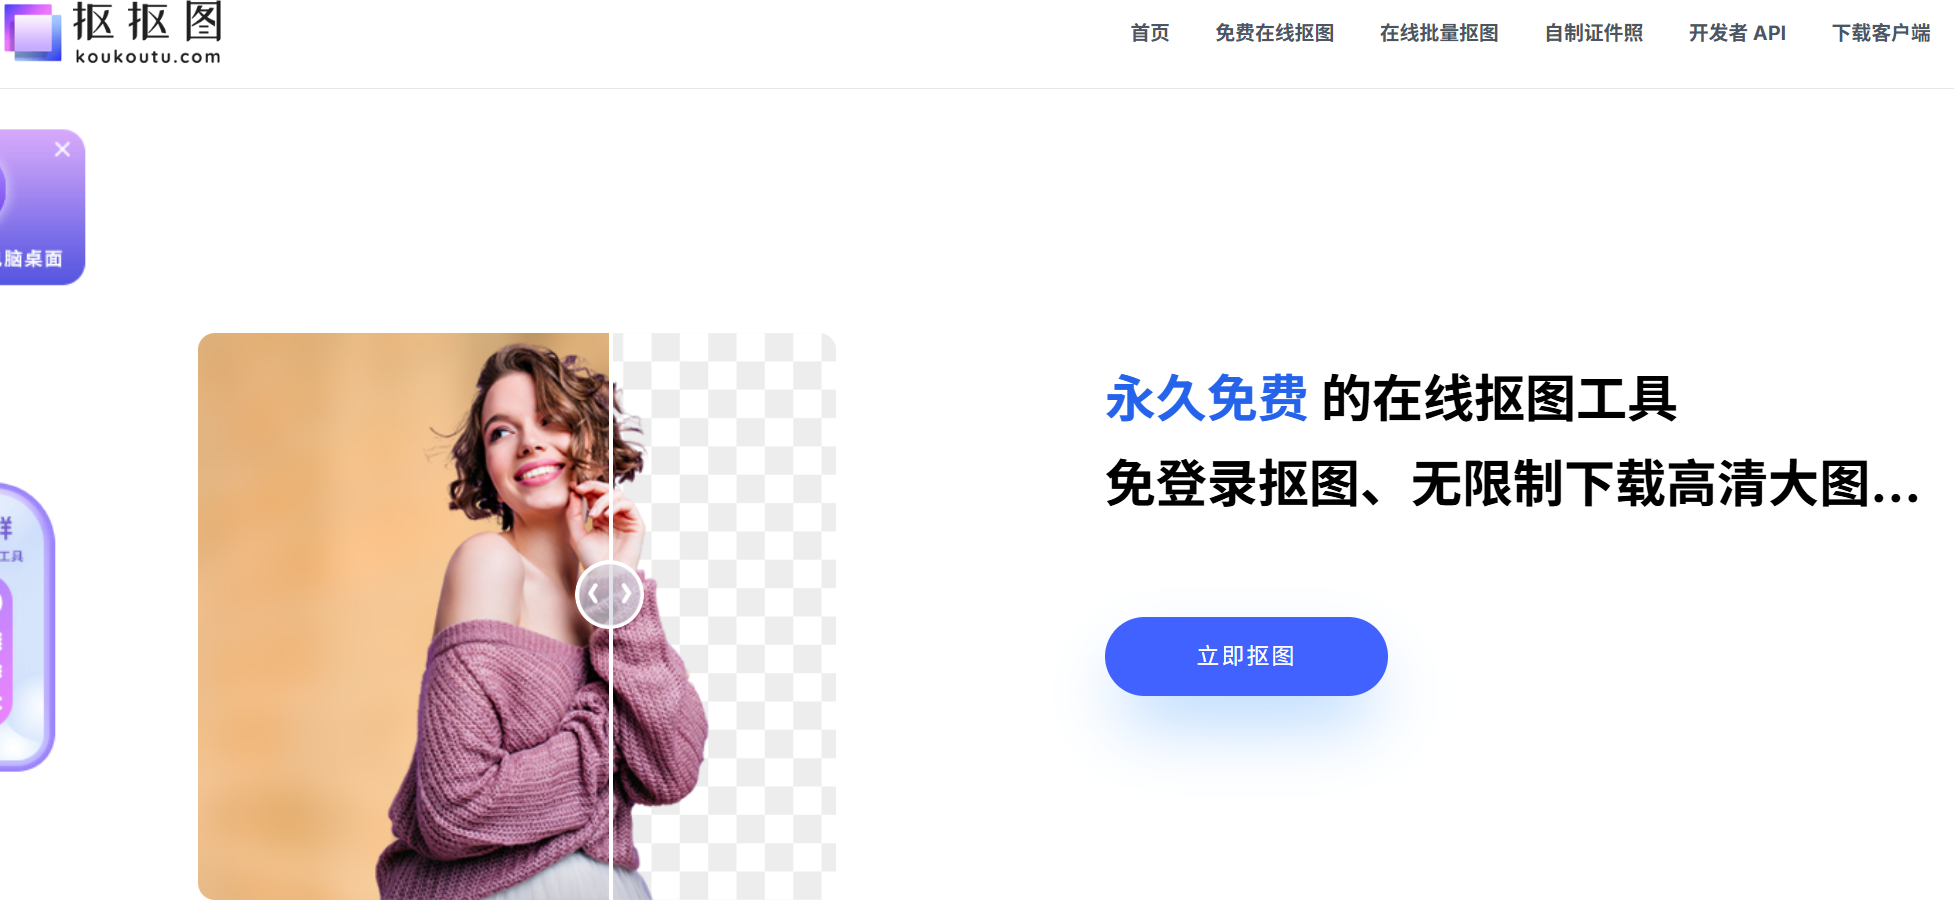 抠抠图
koukoutu.com
首页 免费在线抠图 在线批量抠图 自制证件照 开发者 API 下载客户端
脑桌面
永久免费 的在线抠图工具
免登录抠图、无限制下载高清大图...
群
工具
立即抠图